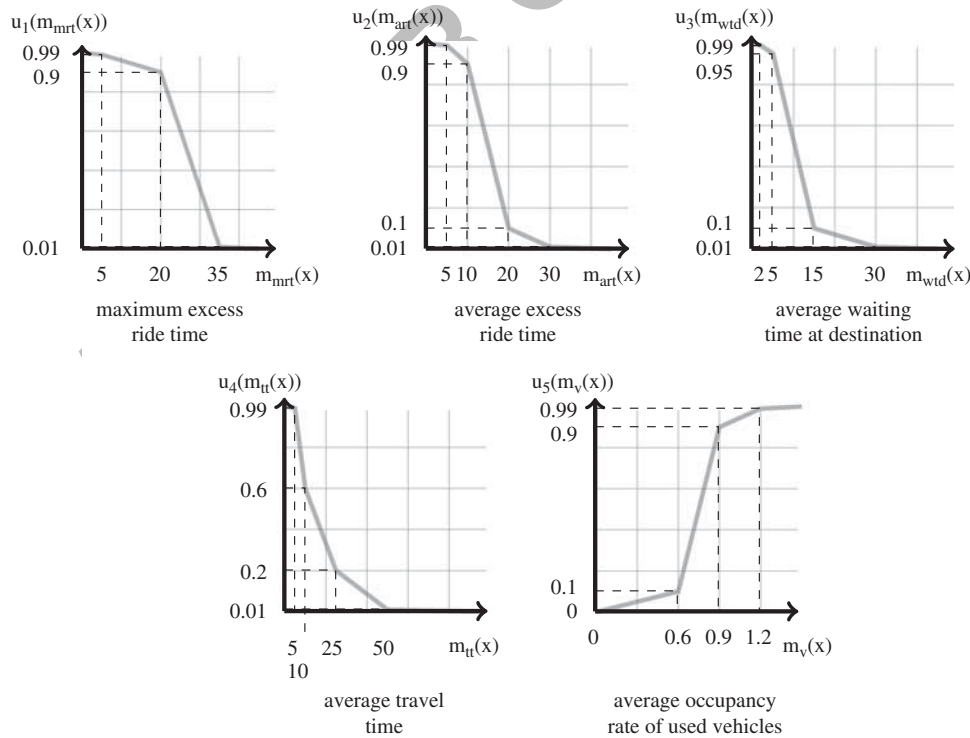 u1(mmrt(x))
0.99
0.9
0.01
5 20 35 mmrt(x)
maximum excess
ride time
u2(mart(x))
0.99
0.9
0.1
0.01
5 10 20 30 mart(x)
average excess
ride time
u3(mwtd(x))
0.99
0.95
0.1
0.01
2 5 15 30 mwtd(x)
average waiting
time at destination
u4(mtt(x))
0.99
0.6
0.2
0.01
5 25 50 mtt(x)
10
average travel
time
u5(mv(x))
0.99
0.9
0.1
0
0 0.6 0.9 1.2 mv(x)
average occupancy
rate of used vehicles